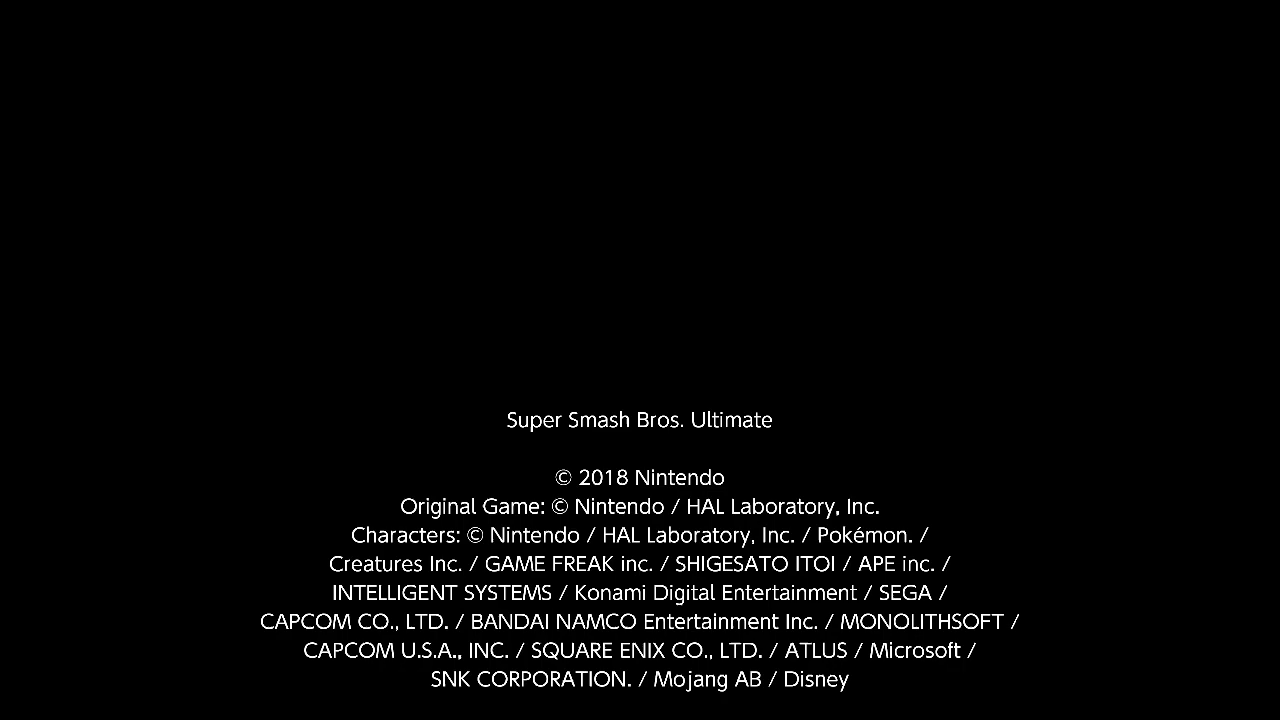 Super Smash Bros. Ultimate
© 2018 Nintendo
Original Game: © Nintendo / HAL Laboratory, Inc.
Characters: © Nintendo / HAL Laboratory, Inc. / Pokémon. /
Creatures Inc. / GAME FREAK inc. / SHIGESATO ITOI / APE inc. /
INTELLIGENT SYSTEMS / Konami Digital Entertainment / SEGA /
CAPCOM CO., LTD. / BANDAI NAMCO Entertainment Inc. / MONOLITHSOFT /
CAPCOM U.S.A., INC. / SQUARE ENIX CO., LTD. / ATLUS / Microsoft /
SNK CORPORATION. / Mojang AB / Disney